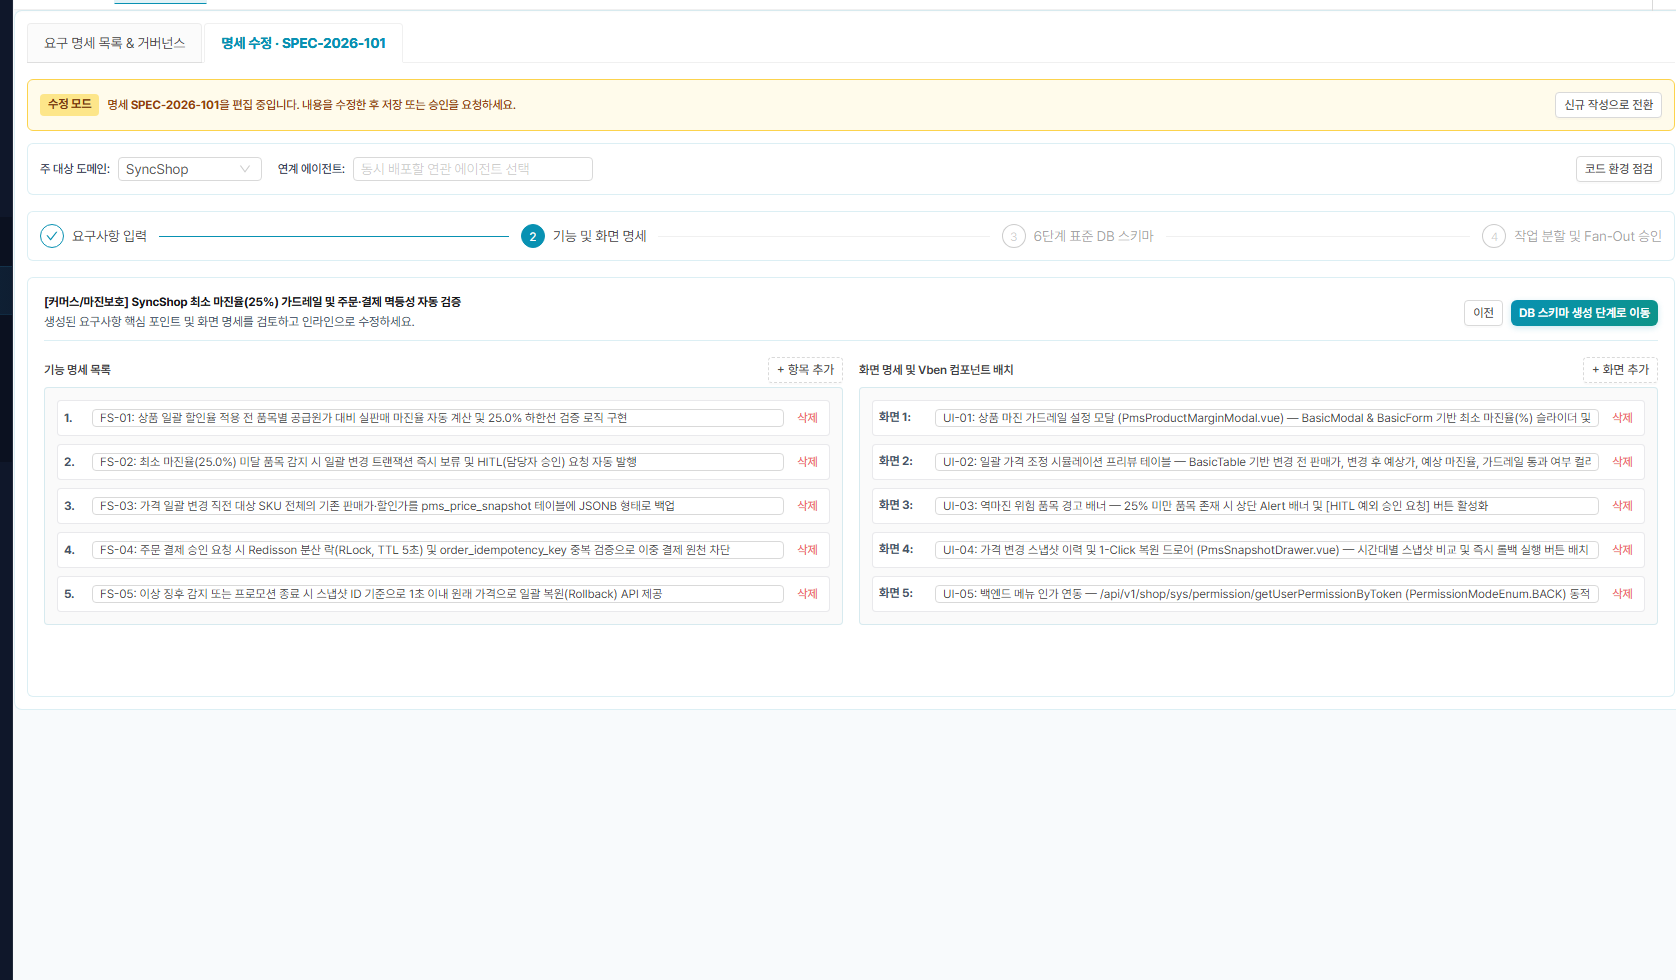 요구 명세 목록 & 거버넌스
명세 수정 · SPEC-2026-101
수정 모드 명세 SPEC-2026-101을 편집 중입니다. 내용을 수정한 후 저장 또는 승인을 요청하세요.
신규 작성으로 전환
주 대상 도메인: SyncShop 연계 에이전트: 동시 배포할 연관 에이전트 선택
코드 환경 점검
요구사항 입력
2 기능 및 화면 명세
3 6단계 표준 DB 스키마
4 작업 분할 및 Fan-Out 승인
[커머스/마진보호] SyncShop 최소 마진율(25%) 가드레일 및 주문·결제 멱등성 자동 검증
생성된 요구사항 핵심 포인트 및 화면 명세를 검토하고 인라인으로 수정하세요.
이전
DB 스키마 생성 단계로 이동
기능 명세 목록
+ 항목 추가
1. FS-01: 상품 일괄 할인율 적용 전 품목별 공급원가 대비 실판매 마진율 자동 계산 및 25.0% 하한선 검증 로직 구현 삭제
2. FS-02: 최소 마진율(25.0%) 미달 품목 감지 시 일괄 변경 트랜잭션 즉시 보류 및 HITL(담당자 승인) 요청 자동 발행 삭제
3. FS-03: 가격 일괄 변경 직전 대상 SKU 전체의 기존 판매가·할인가를 pms_price_snapshot 테이블에 JSONB 형태로 백업 삭제
4. FS-04: 주문 결제 승인 요청 시 Redisson 분산 락(RLock, TTL 5초) 및 order_idempotency_key 중복 검증으로 이중 결제 원천 차단 삭제
5. FS-05: 이상 징후 감지 또는 프로모션 종료 시 스냅샷 ID 기준으로 1초 이내 원래 가격으로 일괄 복원(Rollback) API 제공 삭제
화면 명세 및 Vben 컴포넌트 배치
+ 화면 추가
화면 1: UI-01: 상품 마진 가드레일 설정 모달 (PmsProductMarginModal.vue) — BasicModal & BasicForm 기반 최소 마진율(%) 슬라이더 및 삭제
화면 2: UI-02: 일괄 가격 조정 시뮬레이션 프리뷰 테이블 — BasicTable 기반 변경 전 판매가, 변경 후 예상가, 예상 마진율, 가드레일 통과 여부 컬러 삭제
화면 3: UI-03: 역마진 위험 품목 경고 배너 — 25% 미만 품목 존재 시 상단 Alert 배너 및 [HITL 예외 승인 요청] 버튼 활성화 삭제
화면 4: UI-04: 가격 변경 스냅샷 이력 및 1-Click 복원 드로어 (PmsSnapshotDrawer.vue) — 시간대별 스냅샷 비교 및 즉시 롤백 실행 버튼 배치 삭제
화면 5: UI-05: 백엔드 메뉴 인가 연동 — /api/v1/shop/sys/permission/getUserPermissionByToken (PermissionModeEnum.BACK) 동적 삭제